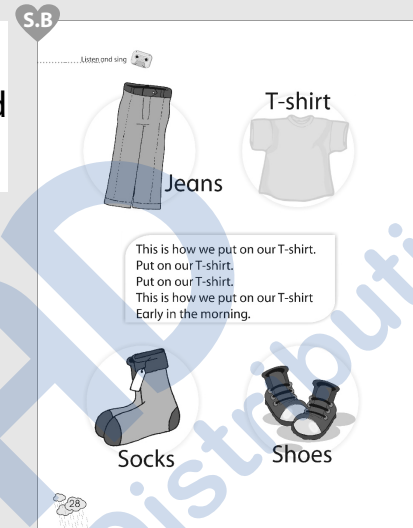 S.B
Listen and sing
T-shirt
Jeans
This is how we put on our T-shirt.
Put on our T-shirt.
Put on our T-shirt.
This is how we put on our T-shirt
Early in the morning.
Socks
Shoes
28